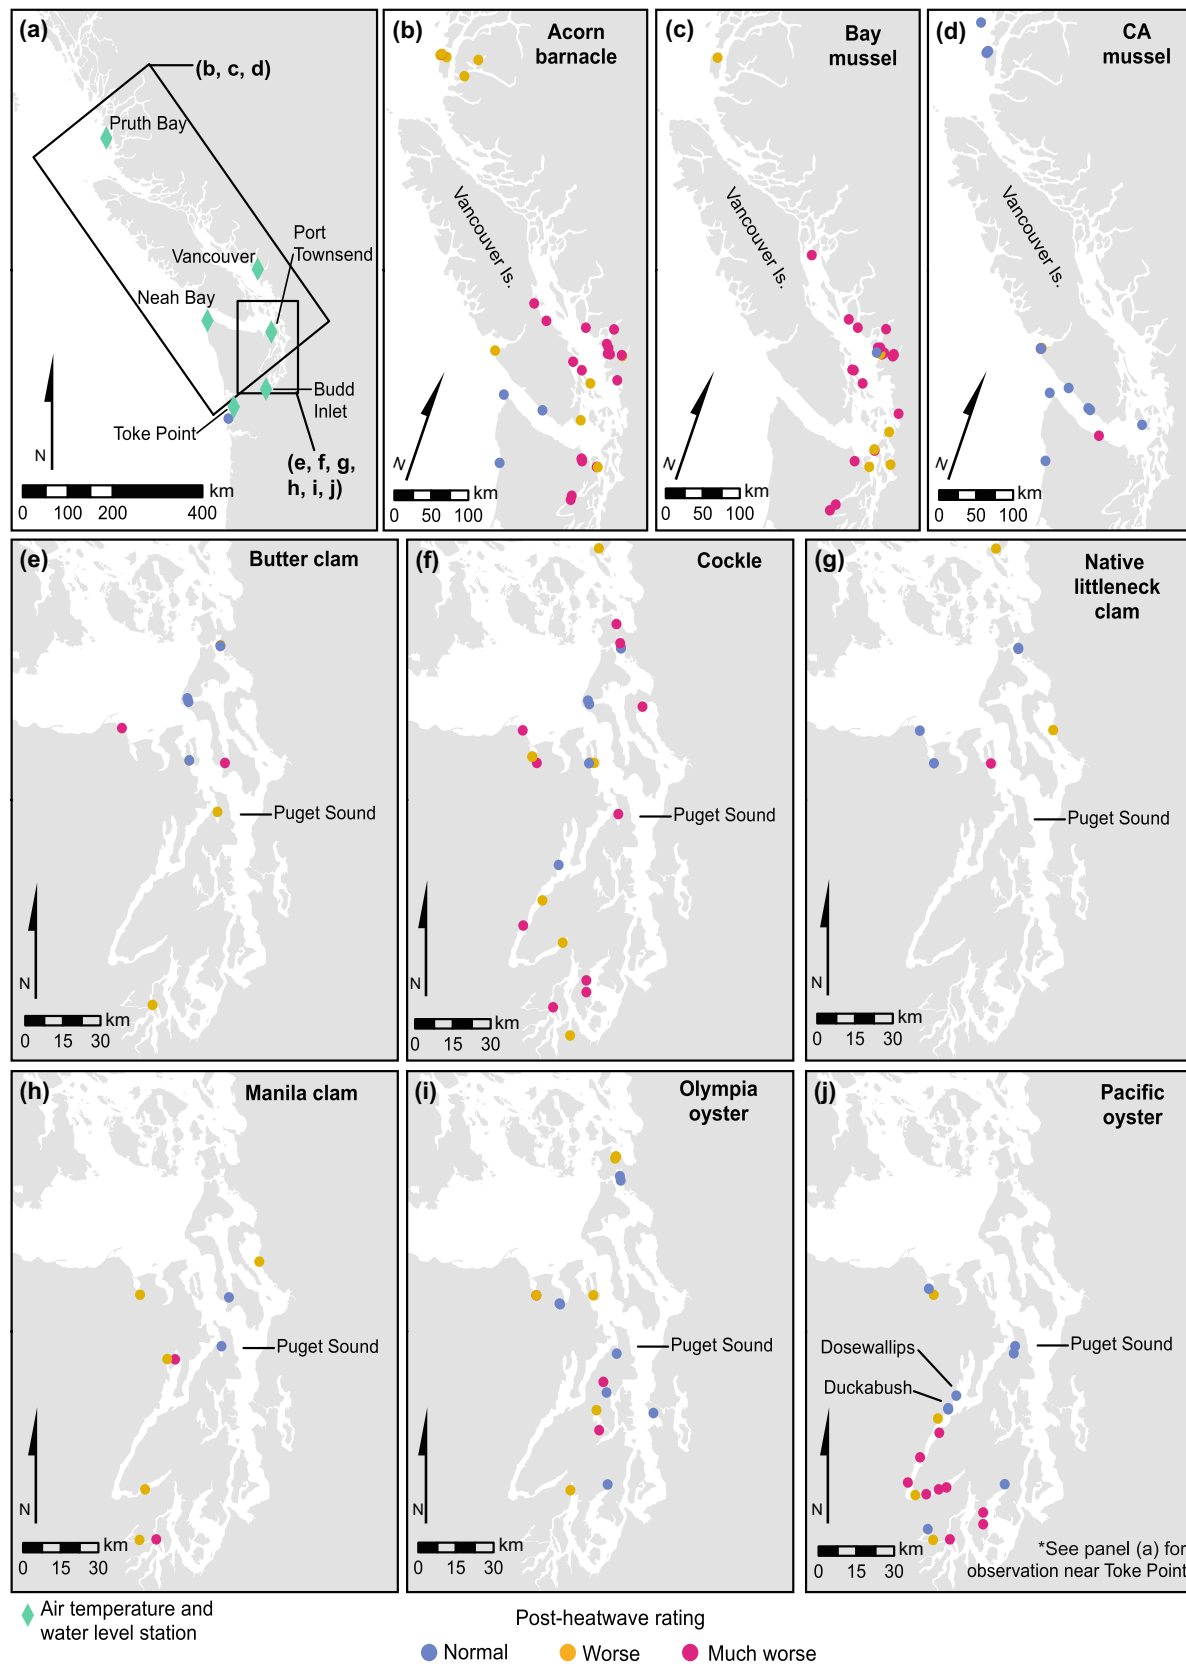 (a)
(b, c, d)
Pruth Bay
Port
Townsend
Vancouver
Neah Bay
Budd
Inlet
Toke Point
(e, f, g,
h, i, j)
N
km
0 100 200 400
(b)
Acorn
barnacle
Vancouver Is.
N
km
0 50 100
(c)
Bay
mussel
Vancouver Is.
N
km
0 50 100
(d)
CA
mussel
Vancouver Is.
N
km
0 50 100
(e)
Butter clam
Puget Sound
N
km
0 15 30
(f)
Cockle
Puget Sound
N
km
0 15 30
(g)
Native
littleneck
clam
Puget Sound
N
km
0 15 30
(h)
Manila clam
Puget Sound
N
km
0 15 30
(i)
Olympia
oyster
Puget Sound
N
km
0 15 30
(j)
Pacific
oyster
Puget Sound
Dosewallips
Duckabush
N
km
0 15 30
*See panel (a) for
observation near Toke Point
Air temperature and
water level station
Post-heatwave rating
Normal Worse Much worse